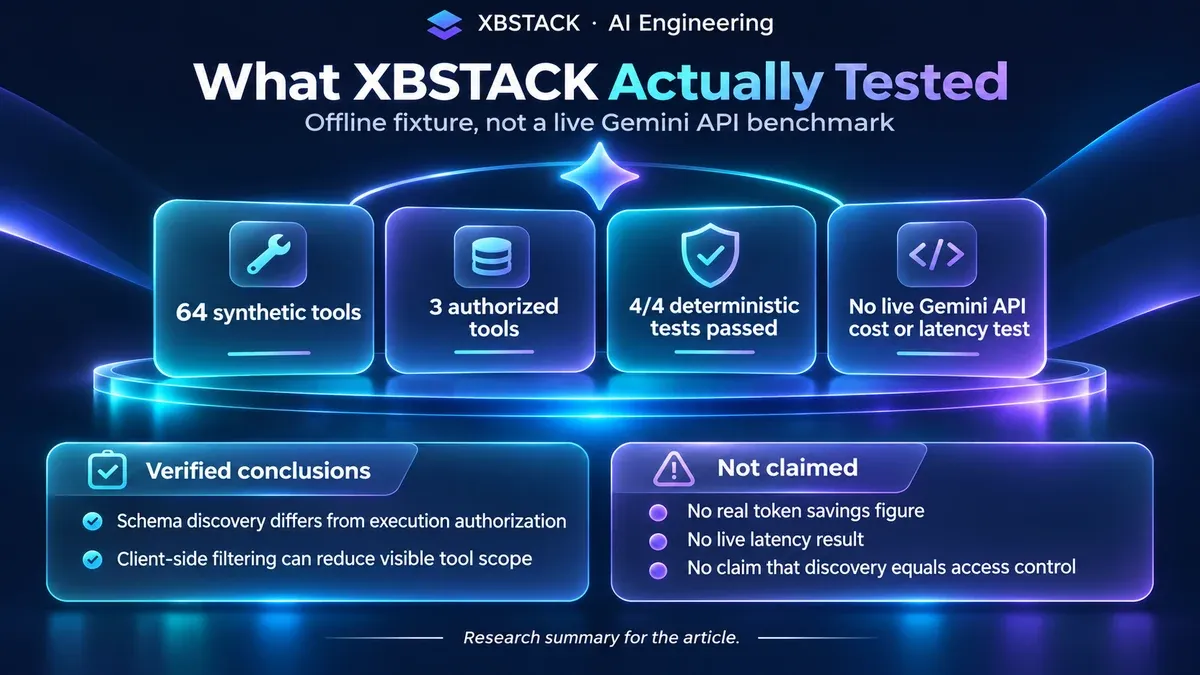 XBSTACK · AI Engineering
What XBSTACK Actually Tested
Offline fixture, not a live Gemini API benchmark
64 synthetic tools
3 authorized
tools
4/4 deterministic
tests passed
</>
No live Gemini API
cost or latency test
Verified conclusions
Schema discovery differs from execution authorization
Client-side filtering can reduce visible tool scope
Not claimed
No real token savings figure
No live latency result
No claim that discovery equals access control
Research summary for the article.